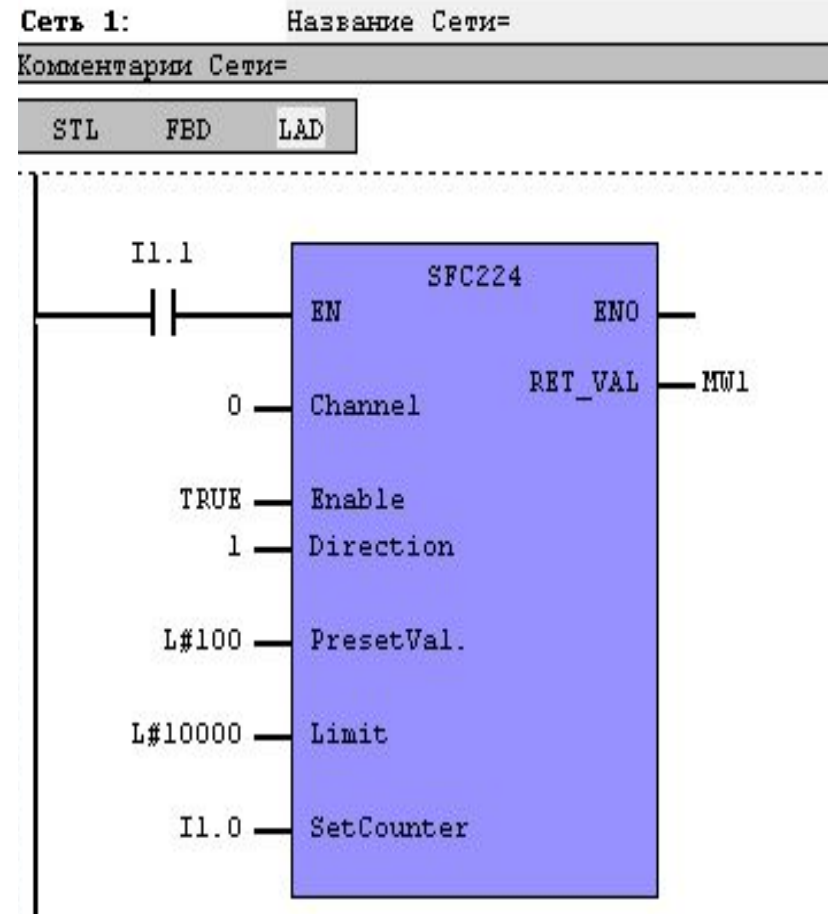 Сеть 1: Название Сети=
Комментарии Сети=
STL FBD LAD
I1.1
SFC224
EN ENO
RET_VAL MW1
0 Channel
TRUE Enable
1 Direction
L#100 PresetVal.
L#10000 Limit
I1.0 SetCounter